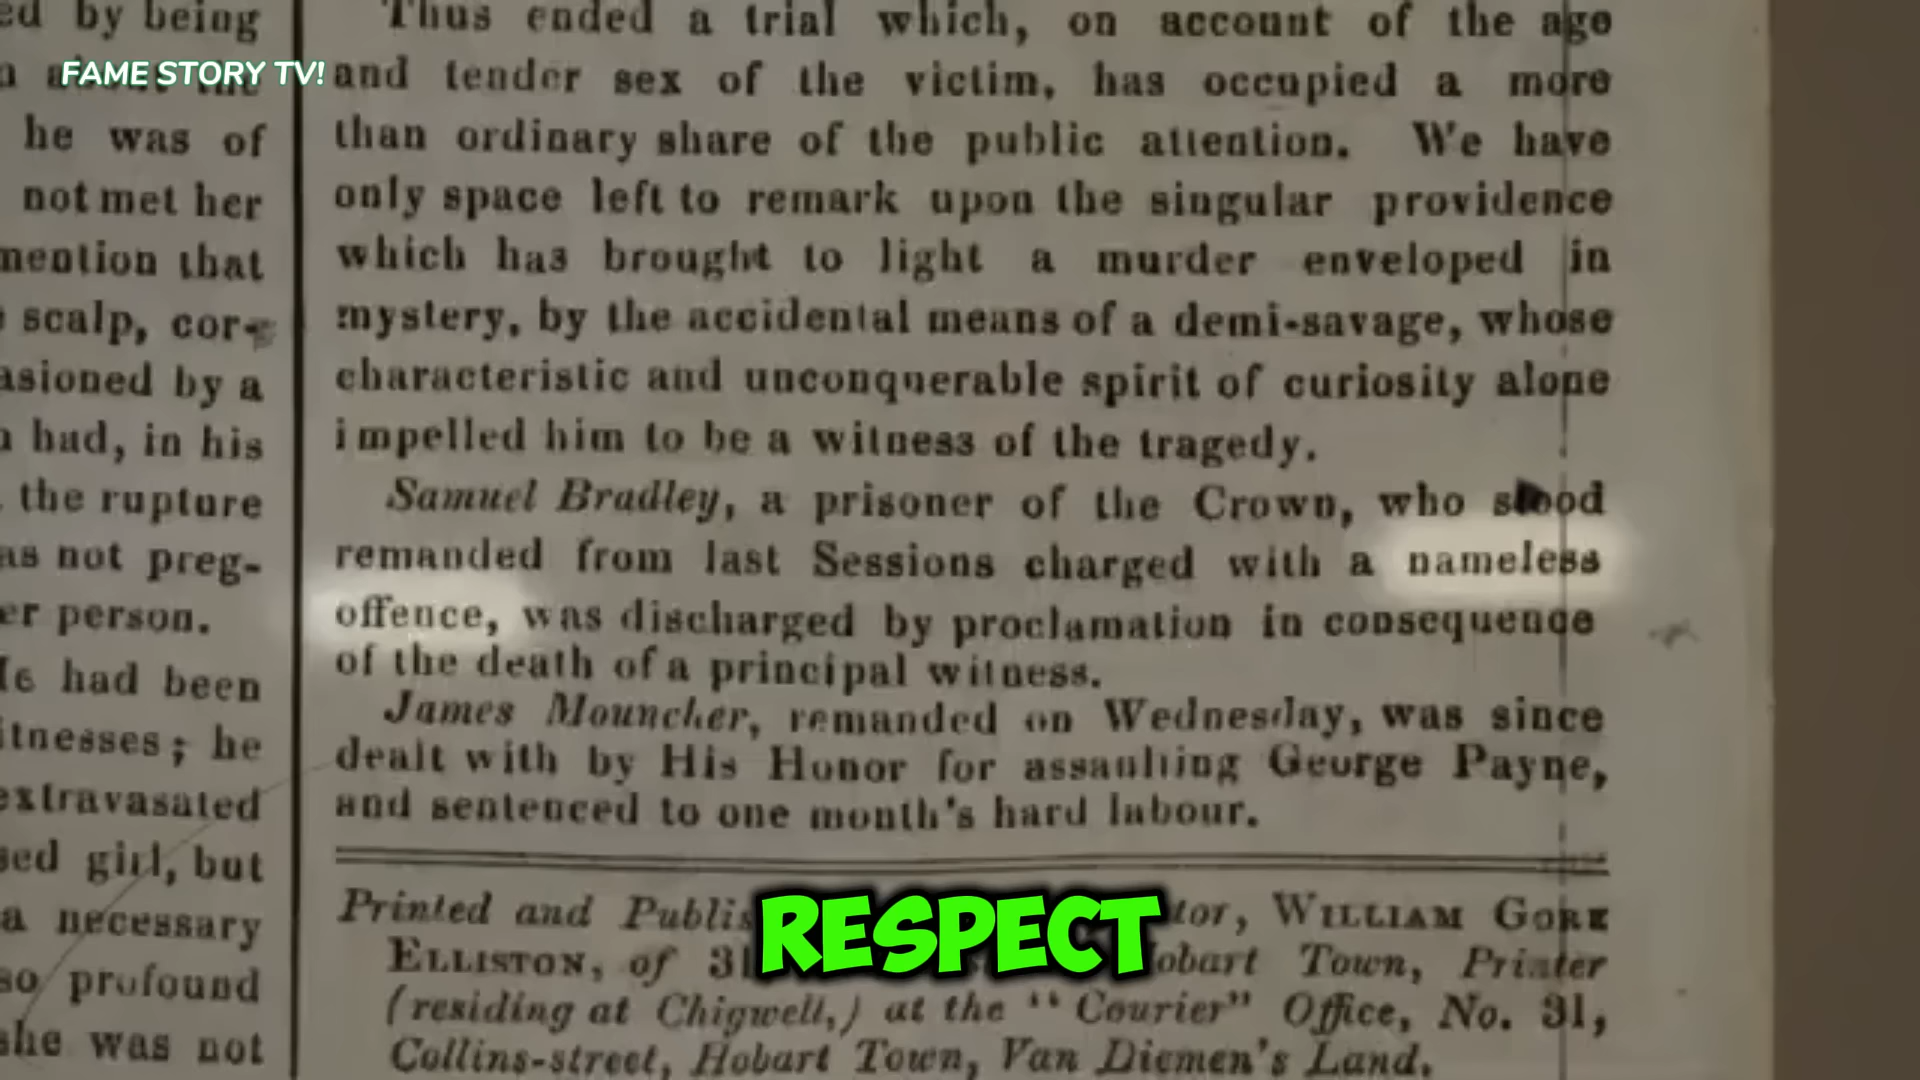 FAME STORY TV!
ed by being
he was of
not met her
mention that
scalp, cor-
asioned by a
had, in his
the rupture
as not preg-
er person.
He had been
itnesses; he
extravasated
sed girl, but
a necessary
so profound
she was not
Thus ended a trial which, on account of the age
and tender sex of the victim, has occupied a more
than ordinary share of the public attention. We have
only space left to remark upon the singular providence
which has brought to light a murder enveloped in
mystery, by the accidental means of a demi-savage, whose
characteristic and unconquerable spirit of curiosity alone
impelled him to be a witness of the tragedy.
Samuel Bradley, a prisoner of the Crown, who stood
remanded from last Sessions charged with a nameless
offence, was discharged by proclamation in consequence
of the death of a principal witness.
James Mouncher, remanded on Wednesday, was since
dealt with by His Honor for assaulting George Payne,
and sentenced to one month's hard labour.
Printed and Publis tor, WILLIAM GORE
ELLISTON, of 31 Hobart Town, Printer
(residing at Chigwell,) at the "Courier" Office, No. 31,
Collins-street, Hobart Town, Van Diemen's Land.
RESPECT